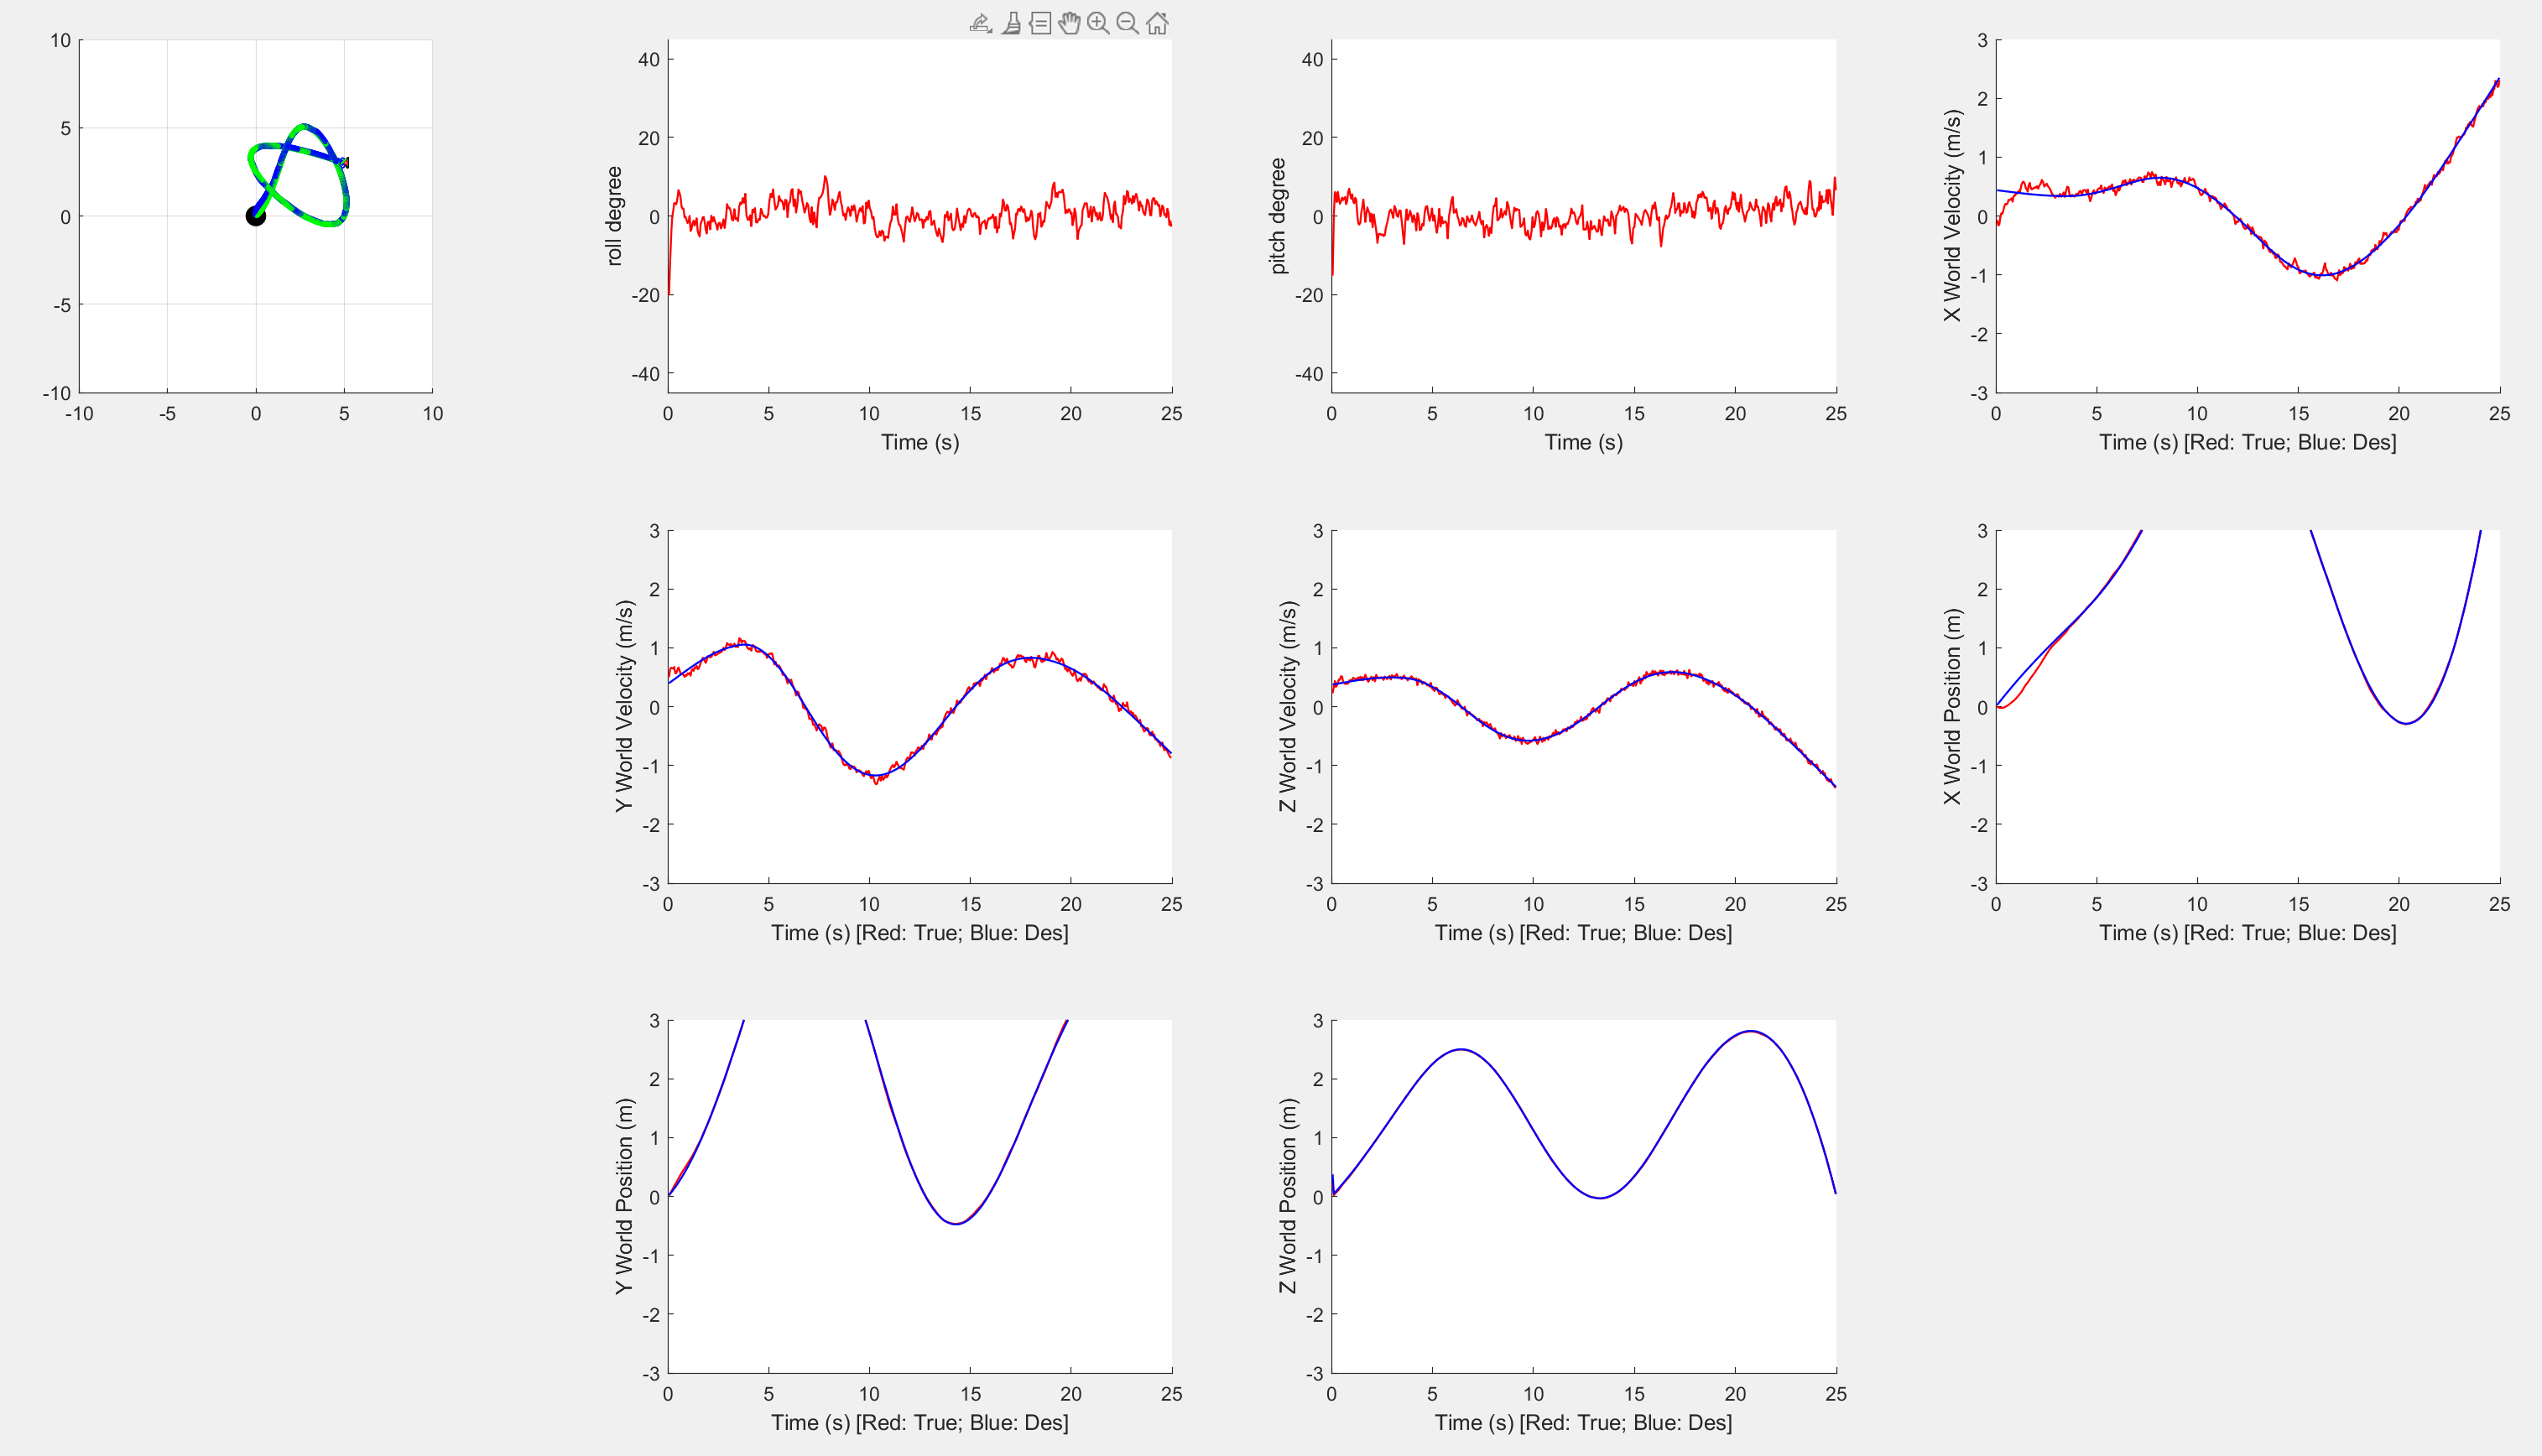 10
5
0
-5
-10
-10 -5 0 5 10
40
20
0
-20
-40
roll degree
0 5 10 15 20 25
Time (s)
40
20
0
-20
-40
pitch degree
0 5 10 15 20 25
Time (s)
3
2
1
0
-1
-2
-3
X World Velocity (m/s)
0 5 10 15 20 25
Time (s) [Red: True; Blue: Des]
3
2
1
0
-1
-2
-3
Y World Velocity (m/s)
0 5 10 15 20 25
Time (s) [Red: True; Blue: Des]
3
2
1
0
-1
-2
-3
Z World Velocity (m/s)
0 5 10 15 20 25
Time (s) [Red: True; Blue: Des]
3
2
1
0
-1
-2
-3
X World Position (m)
0 5 10 15 20 25
Time (s) [Red: True; Blue: Des]
3
2
1
0
-1
-2
-3
Y World Position (m)
0 5 10 15 20 25
Time (s) [Red: True; Blue: Des]
3
2
1
0
-1
-2
-3
Z World Position (m)
0 5 10 15 20 25
Time (s) [Red: True; Blue: Des]